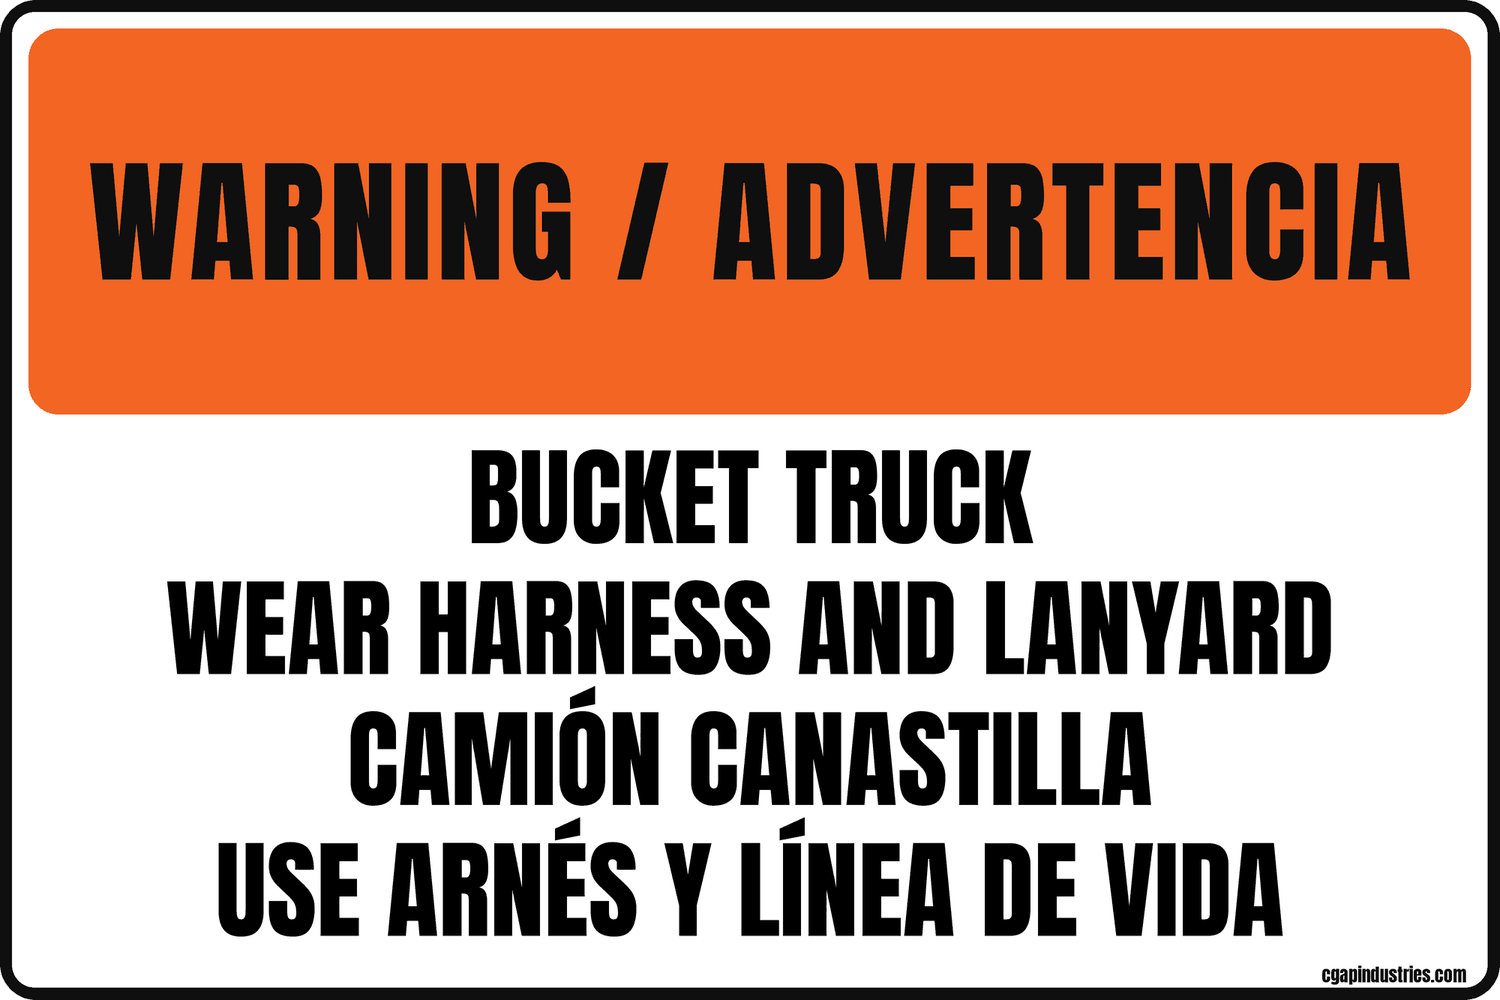 WARNING / ADVERTENCIA
BUCKET TRUCK
WEAR HARNESS AND LANYARD
CAMIÓN CANASTILLA
USE ARNÉS Y LÍNEA DE VIDA
cgapindustries.com